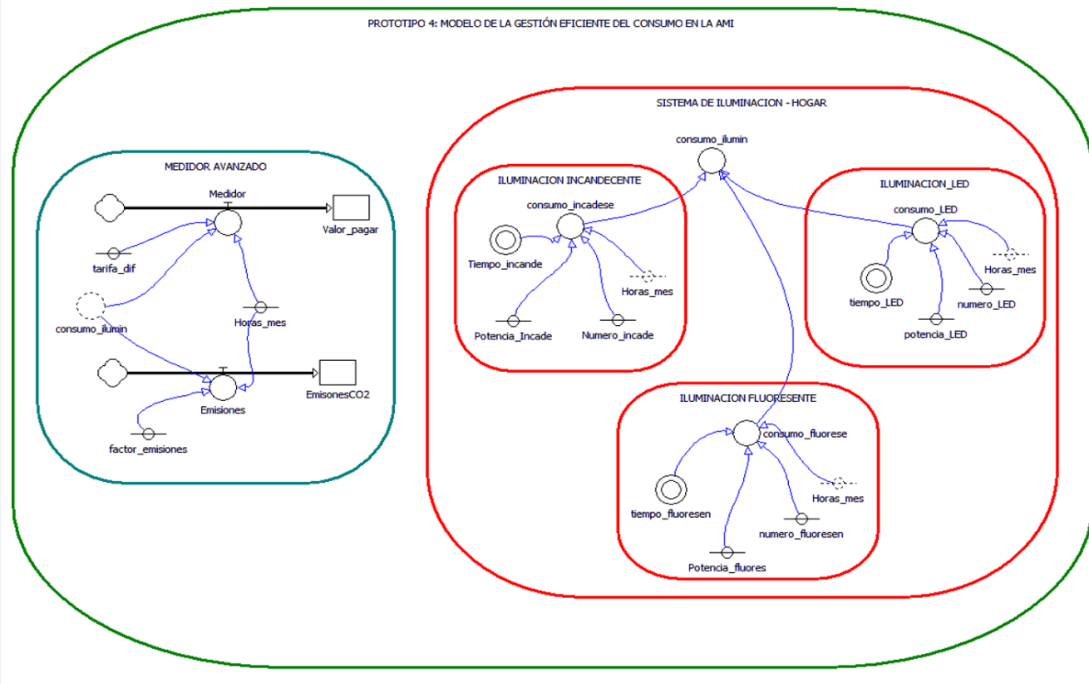 PROTOTIPO 4: MODELO DE LA GESTIÓN EFICIENTE DEL CONSUMO EN LA AMI
MEDIDOR AVANZADO
Medidor
Valor_pagar
tarifa_dif
consumo_ilumin
Horas_mes
EmisonesCO2
Emisiones
factor_emisiones
SISTEMA DE ILUMINACION - HOGAR
consumo_ilumin
ILUMINACION INCANDECENTE
consumo_incadese
Tiempo_incande
Horas_mes
Potencia_Incade
Numero_incade
ILUMINACION_LED
consumo_LED
Horas_mes
tiempo_LED
numero_LED
potencia_LED
ILUMINACION FLUORESENTE
consumo_fluorese
Horas_mes
tiempo_fluoresen
numero_fluoresen
Potencia_fluores